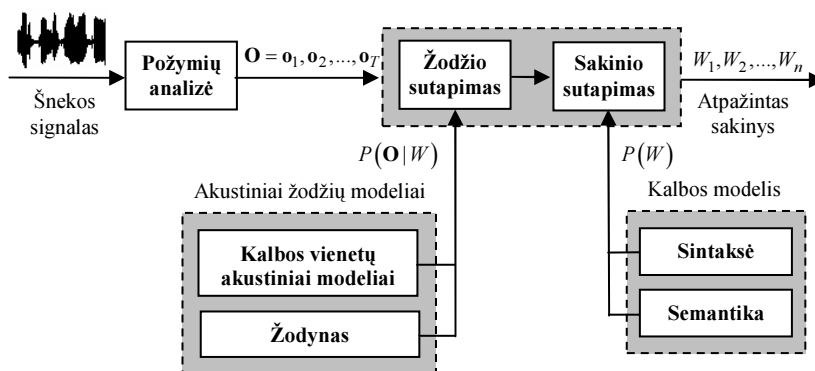 Šnekos
signalas
Požymių
analizė
O = o₁, o₂, ..., o_T
Žodžio
sutapimas
Sakinio
sutapimas
W₁, W₂, ..., Wₙ
Atpažintas
sakinys
P(O | W)
P(W)
Akustiniai žodžių modeliai
Kalbos vienetų
akustiniai modeliai
Žodynas
Kalbos modelis
Sintaksė
Semantika